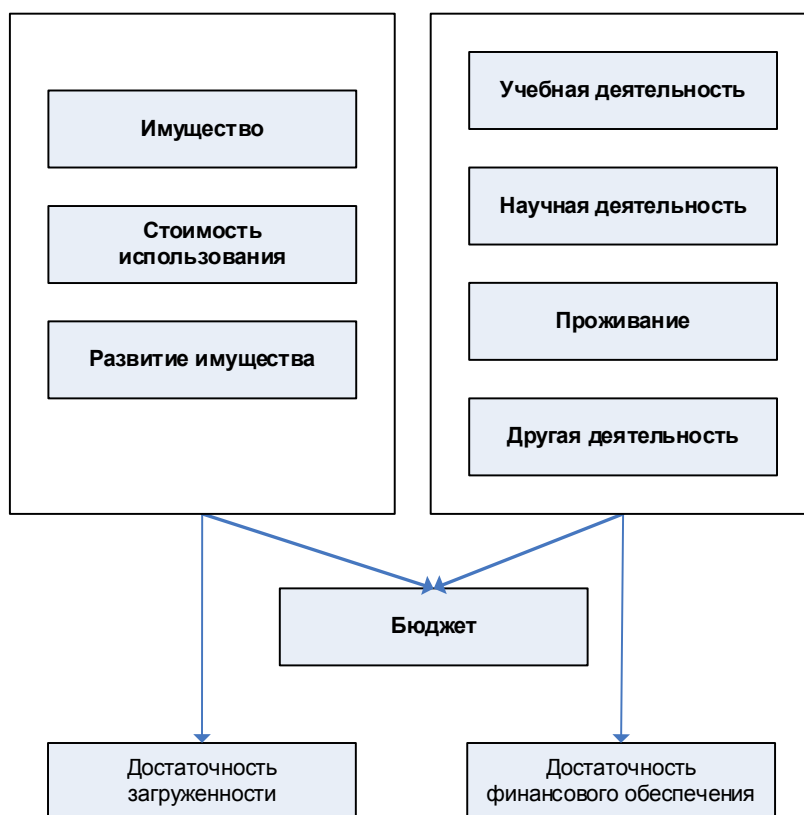 Имущество
Стоимость
использования
Развитие имущества
Учебная деятельность
Научная деятельность
Проживание
Другая деятельность
Бюджет
Достаточность
загруженности
Достаточность
финансового обеспечения